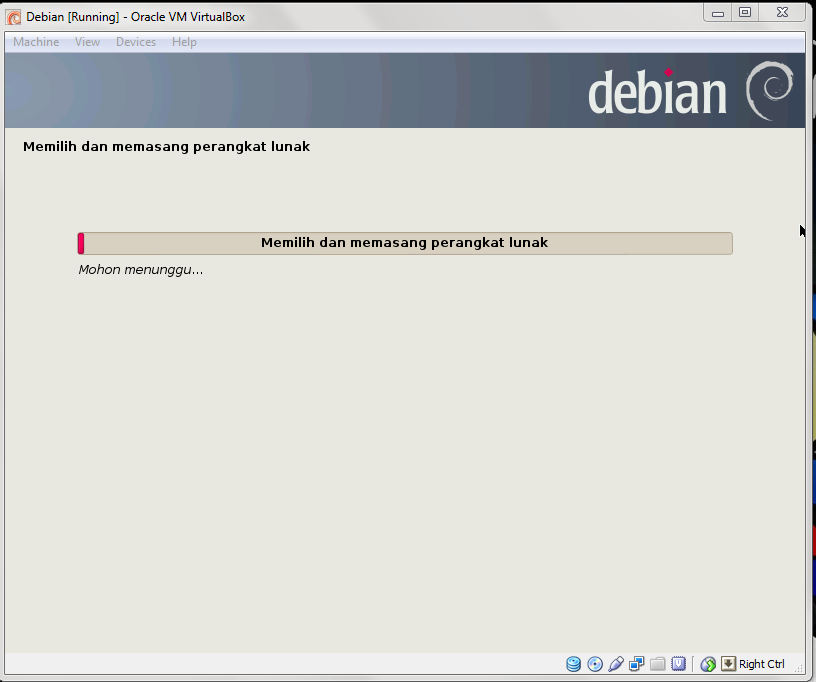 Debian [Running] - Oracle VM VirtualBox
Machine View Devices Help
debian
Memilih dan memasang perangkat lunak
Memilih dan memasang perangkat lunak
Mohon menunggu...
Right Ctrl